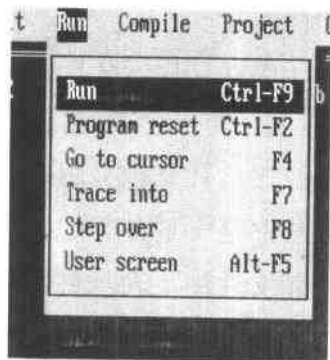 t Run Compile Project
Run Ctrl-F9
Program reset Ctrl-F2
Go to cursor F4
Trace into F7
Step over F8
User screen Alt-F5